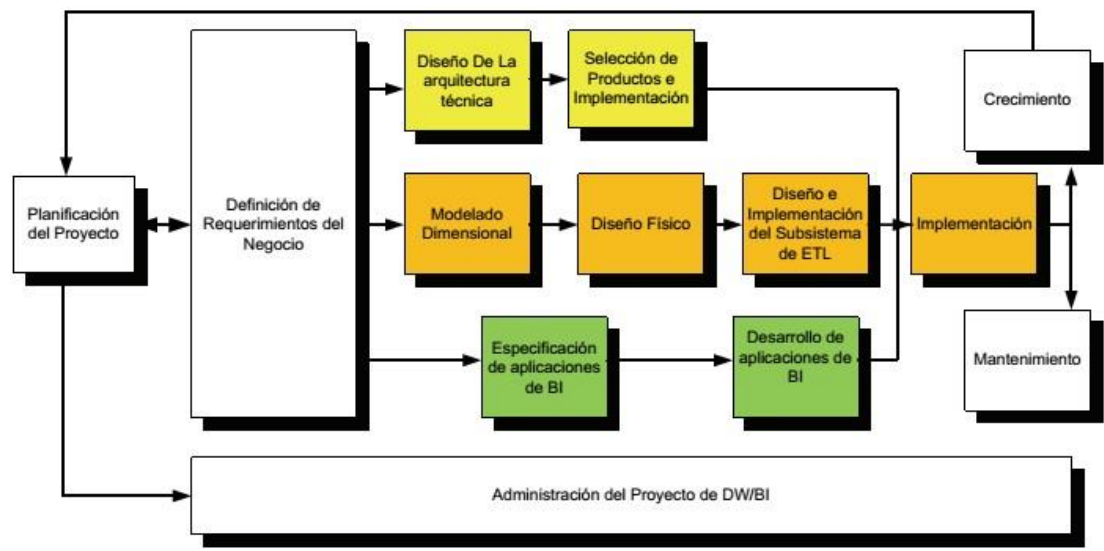 Planificación
del Proyecto
Definición de
Requerimientos del
Negocio
Diseño De La
arquitectura
técnica
Selección de
Productos e
Implementación
Modelado
Dimensional
Diseño Físico
Diseño e
Implementación
del Subsistema
de ETL
Especificación
de aplicaciones
de BI
Desarrollo de
aplicaciones de
BI
Implementación
Crecimiento
Mantenimiento
Administración del Proyecto de DW/BI